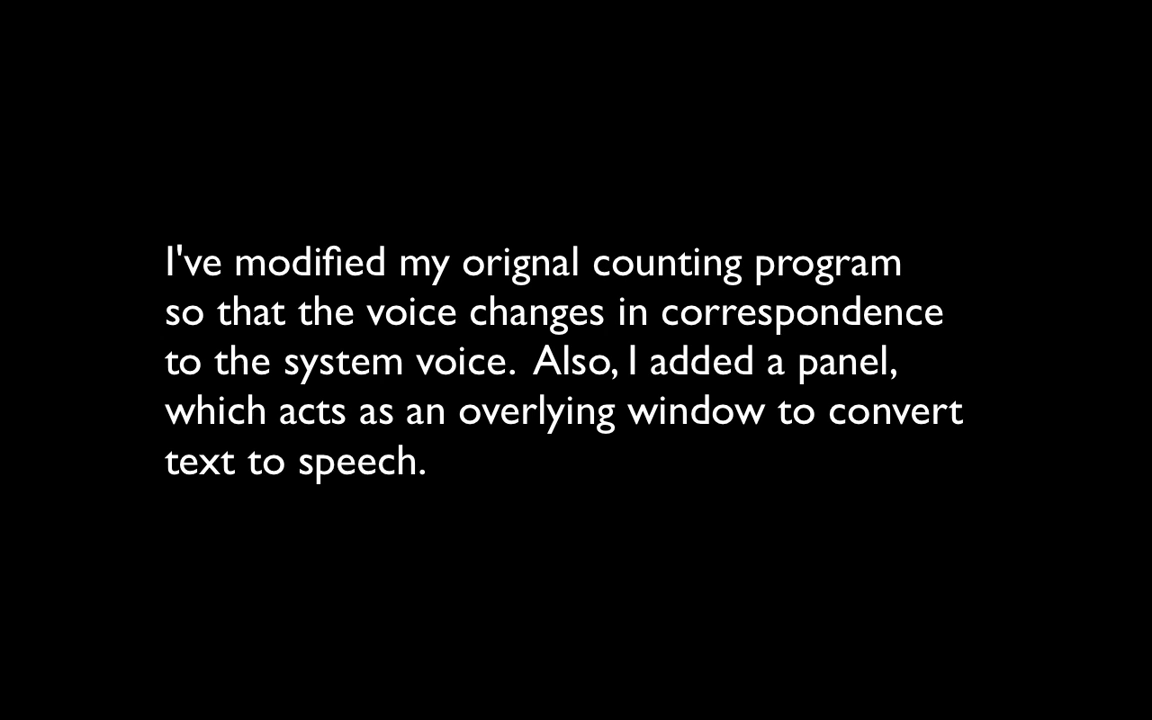 I've modified my orignal counting program
so that the voice changes in correspondence
to the system voice.  Also, I added a panel,
which acts as an overlying window to convert
text to speech.